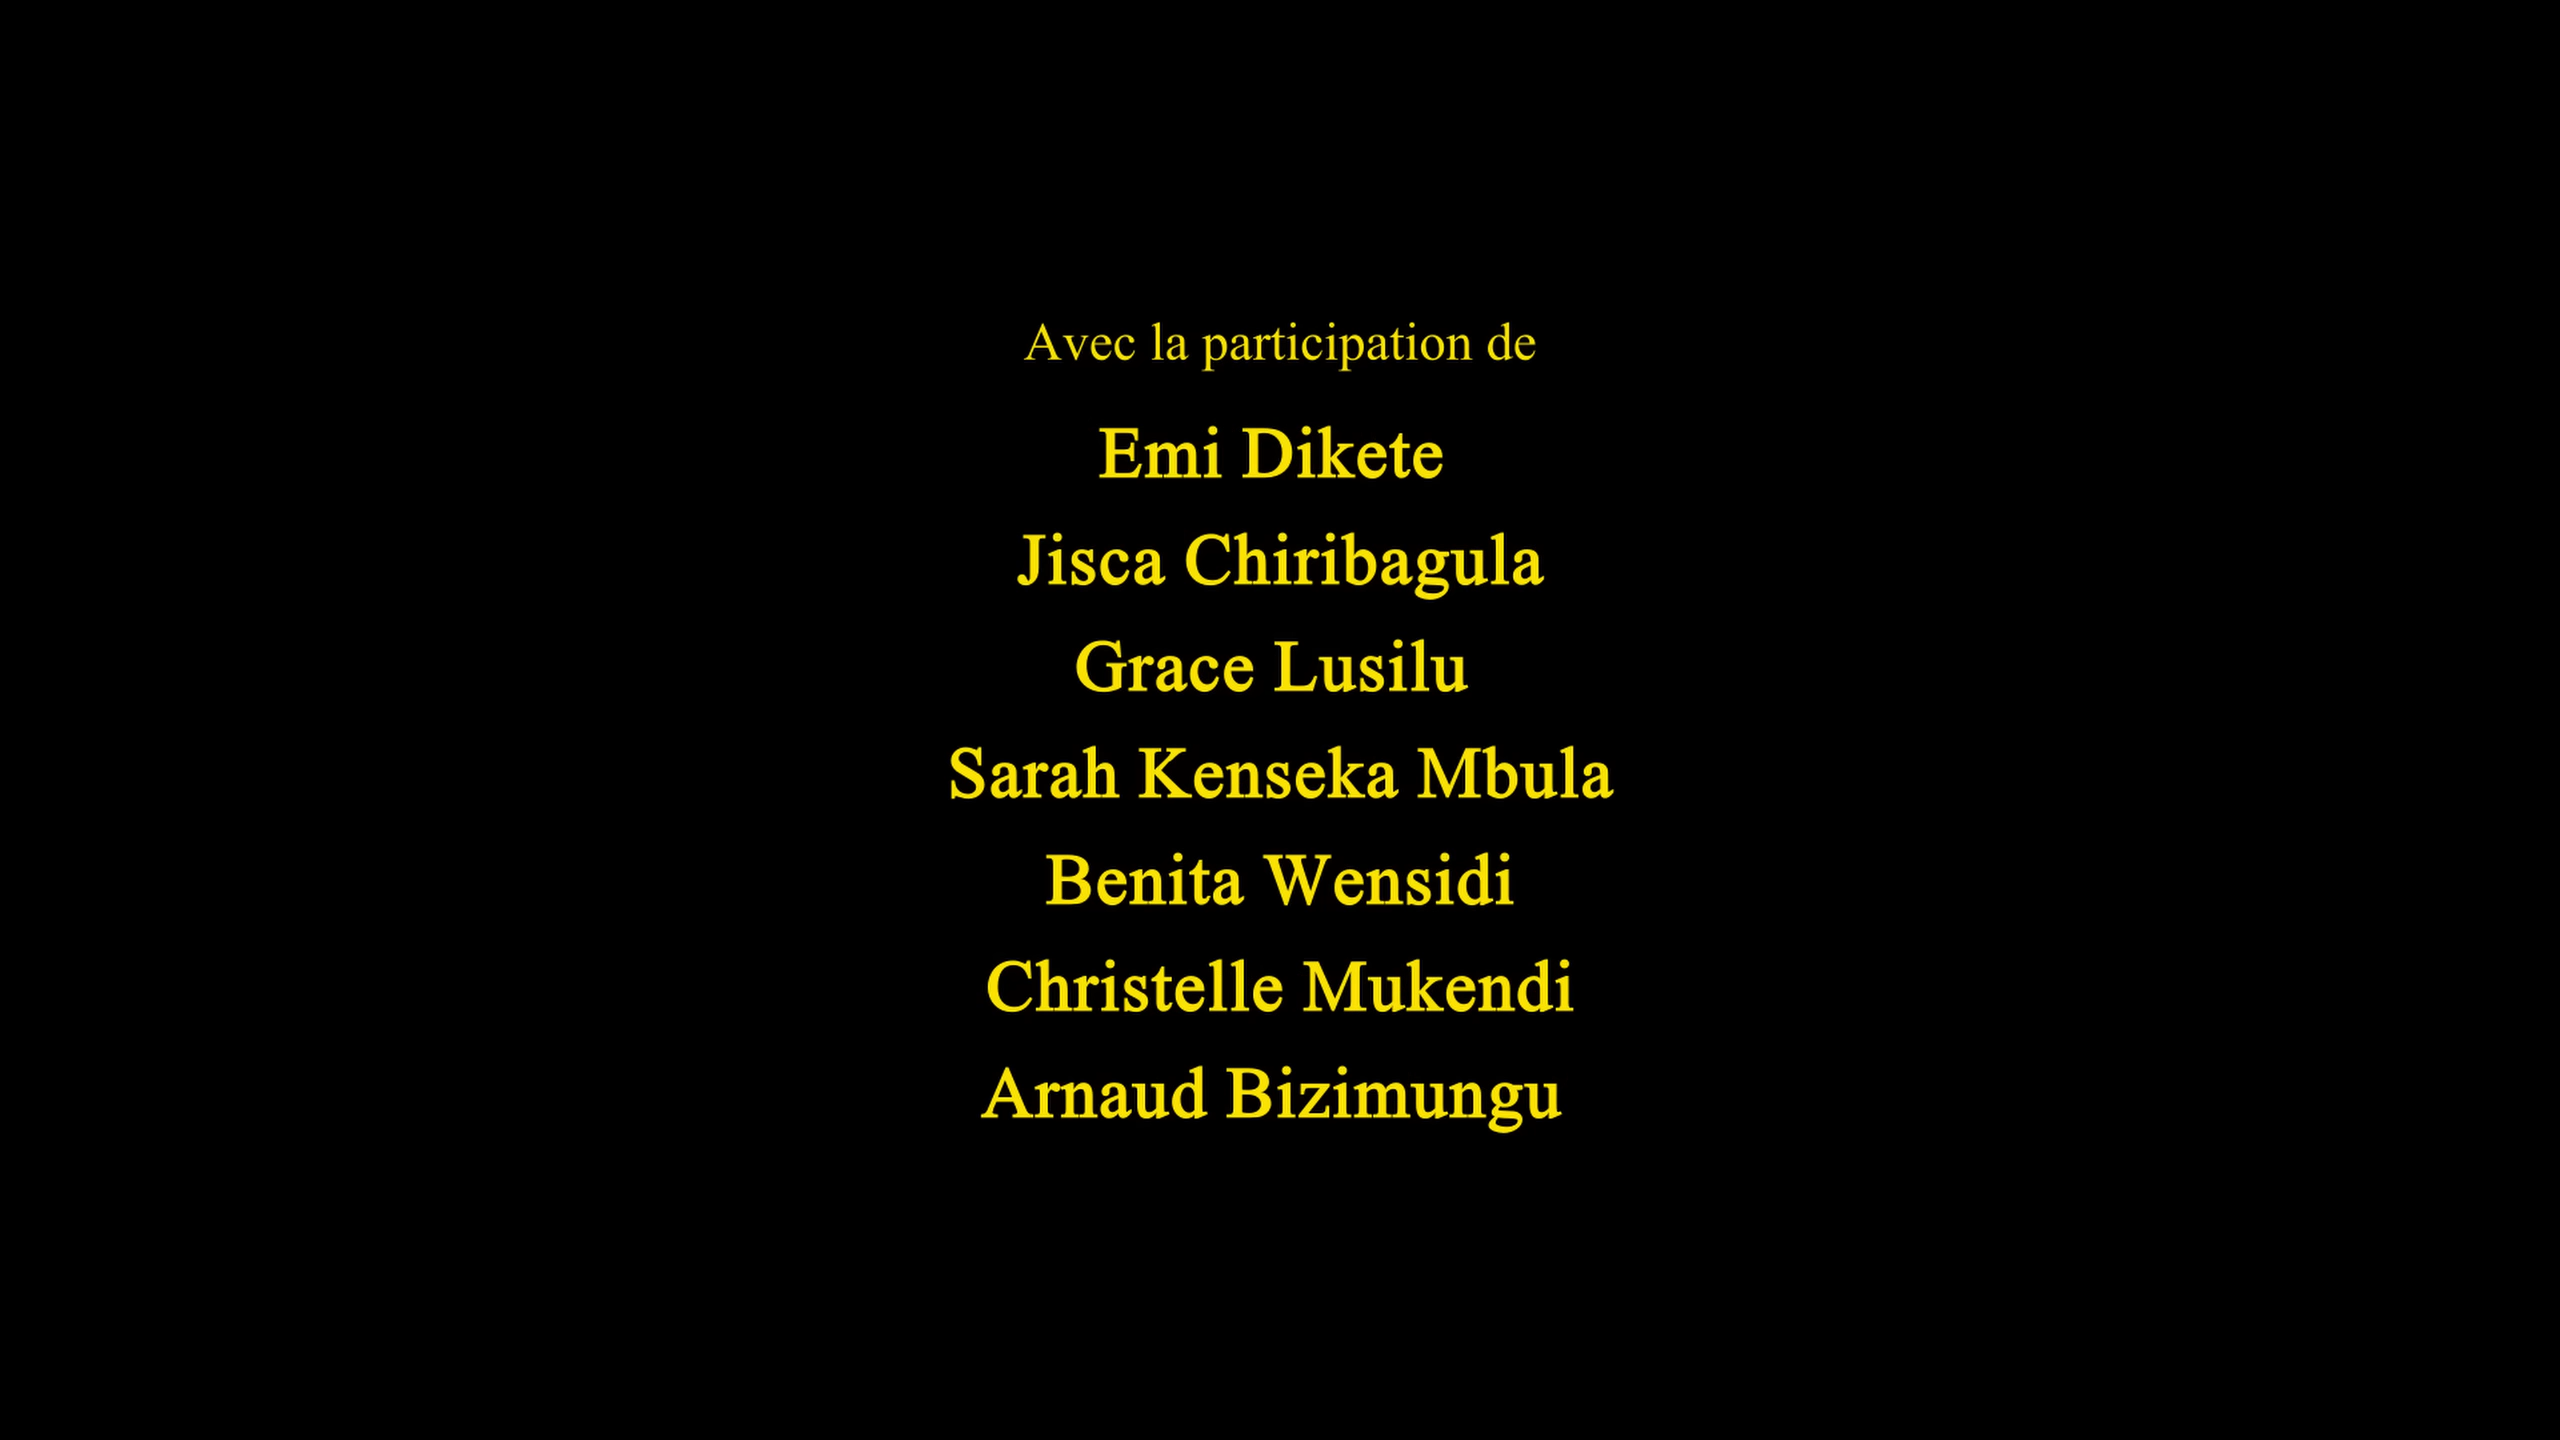 Avec la participation de
Emi Dikete
Jisca Chiribagula
Grace Lusilu
Sarah Kenseka Mbula
Benita Wensidi
Christelle Mukendi
Arnaud Bizimungu